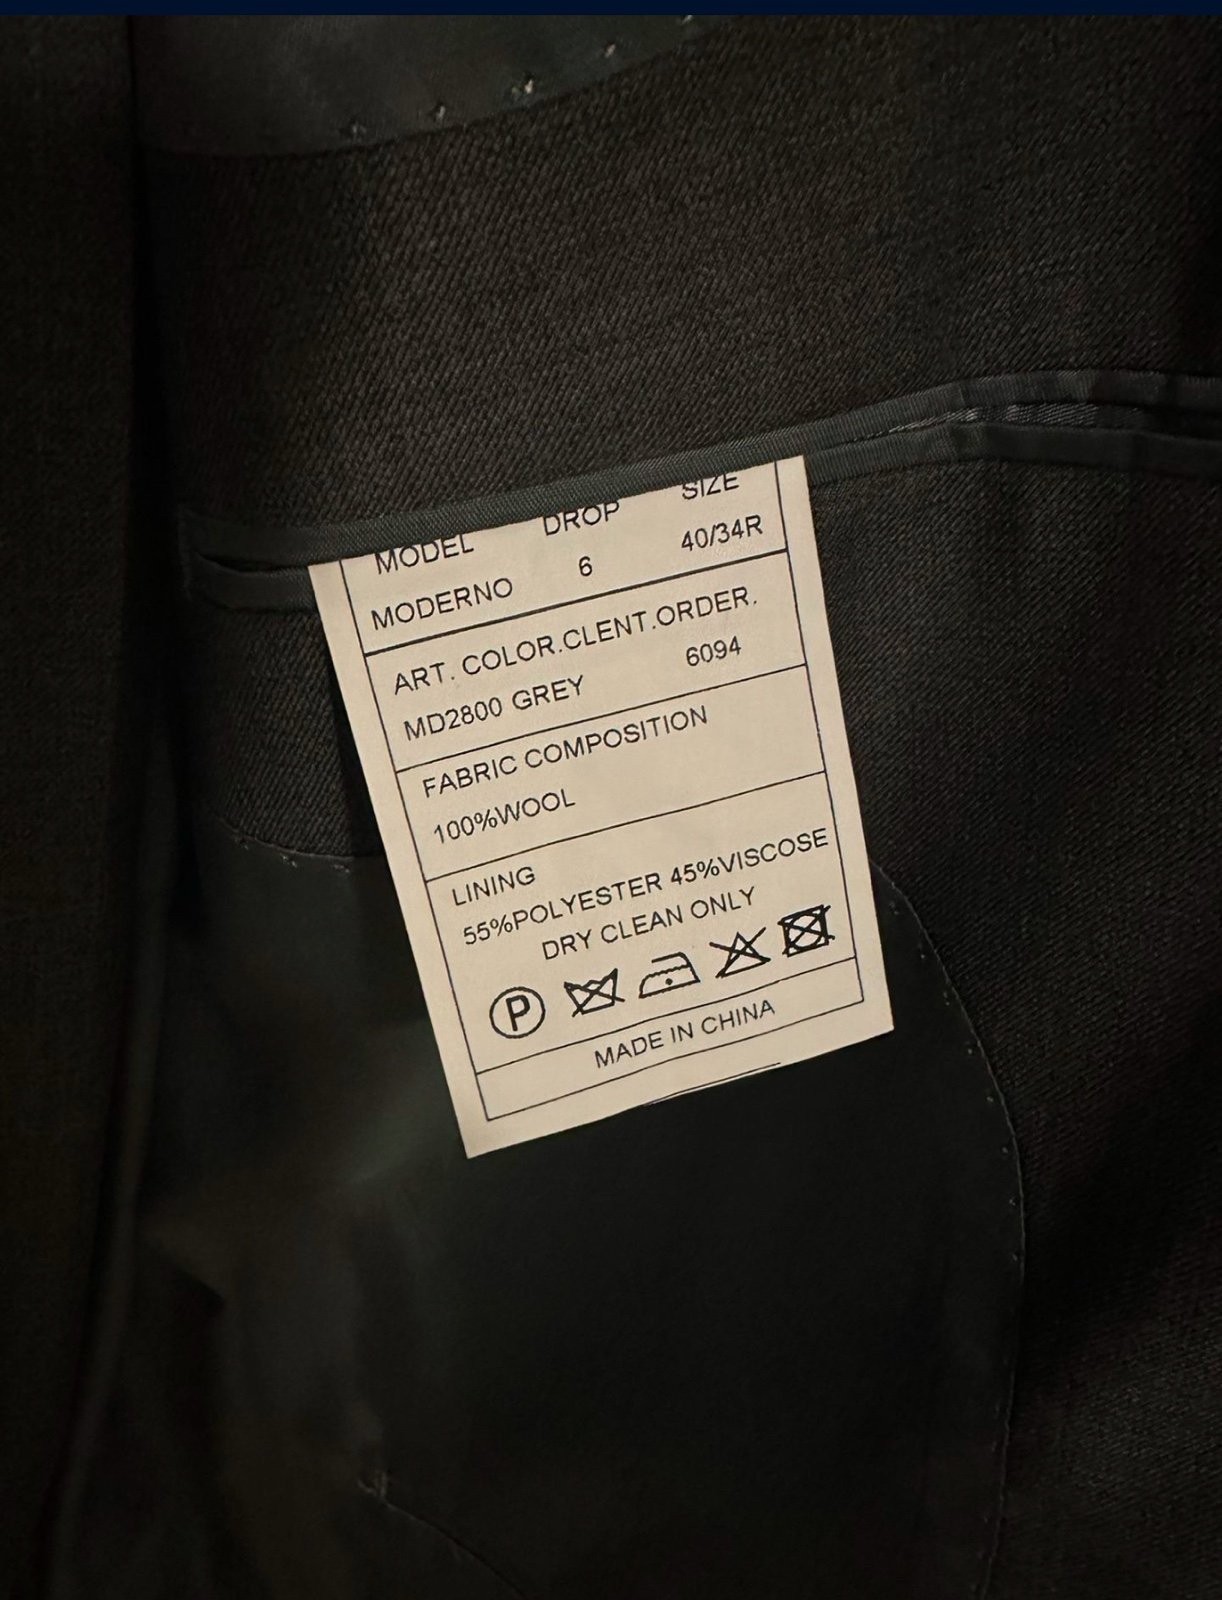 MODEL DROP SIZE
MODERNO 6 40/34R
ART. COLOR.CLENT.ORDER.
MD2800 GREY 6094
FABRIC COMPOSITION
100%WOOL
LINING
55%POLYESTER 45%VISCOSE
DRY CLEAN ONLY
P
MADE IN CHINA